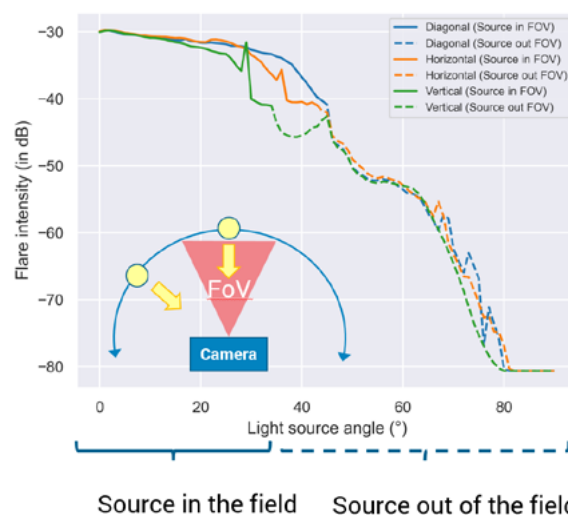 Diagonal (Source in FOV)
Diagonal (Source out FOV)
Horizontal (Source in FOV)
Horizontal (Source out FOV)
Vertical (Source in FOV)
Vertical (Source out FOV)
Flare intensity (in dB)
−30
−40
−50
−60
−70
−80
FoV
Camera
0
20
40
60
80
Light source angle (°)
Source in the field
Source out of the field